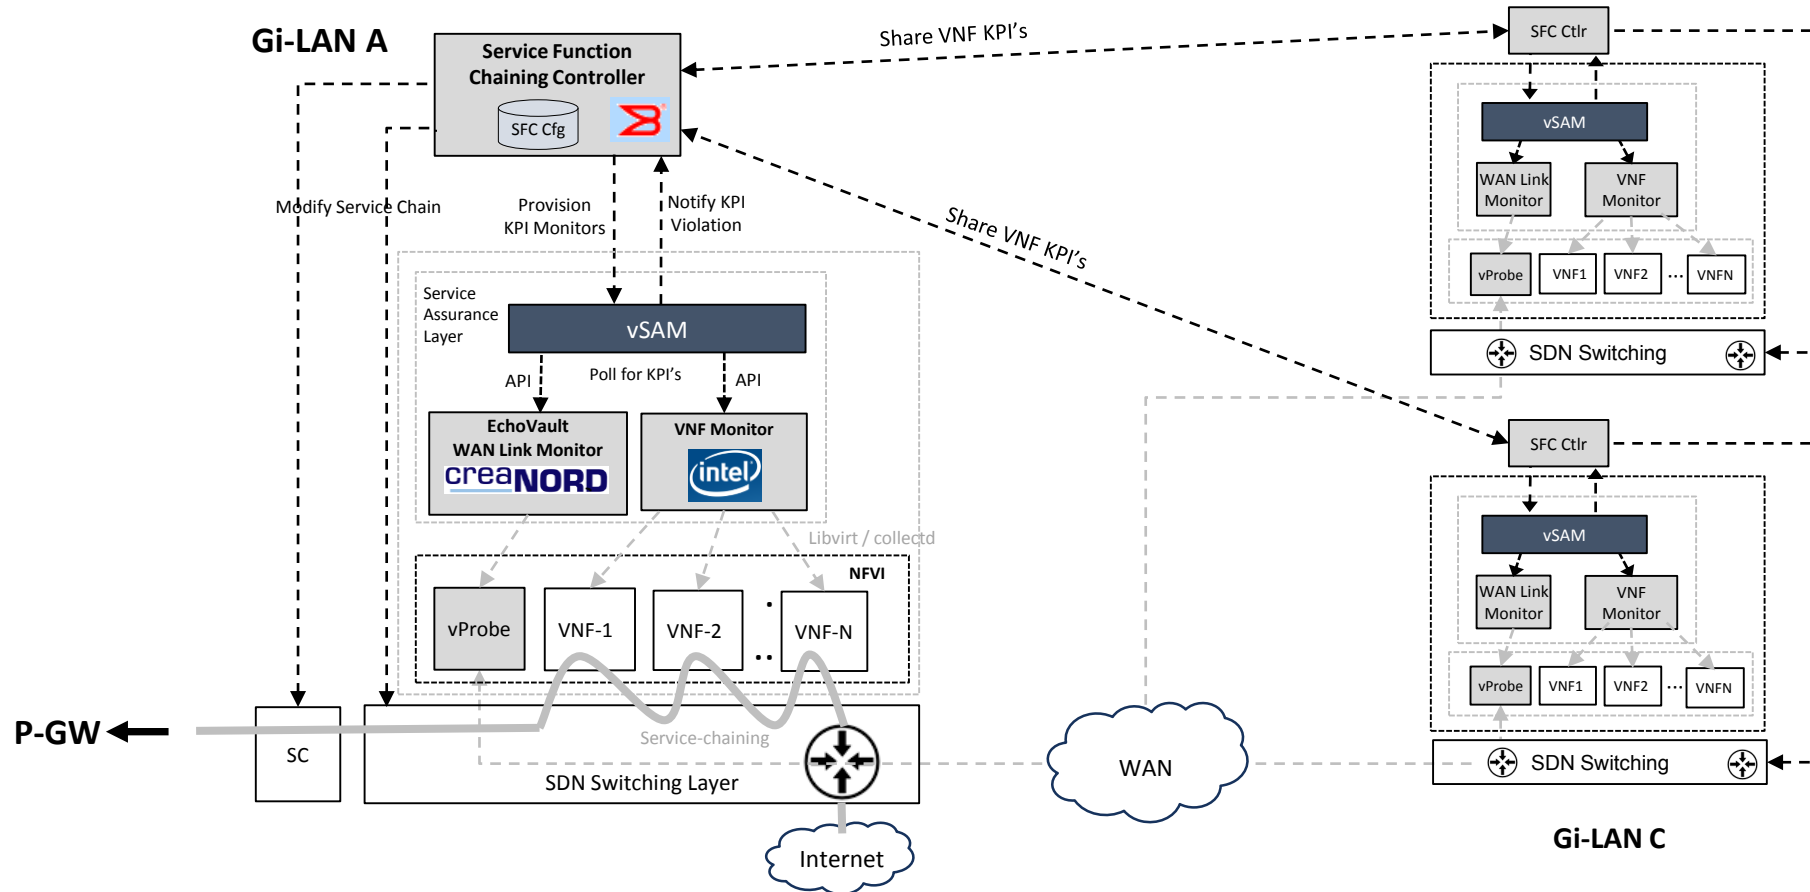 Gi-LAN A
Service Function
Chaining Controller
SFC Cfg
Share VNF KPI's
Share VNF KPI's
Modify Service Chain
Provision
KPI Monitors
Notify KPI
Violation
Service
Assurance
Layer
vSAM
API
Poll for KPI's
API
EchoVault
WAN Link Monitor
creaNORD
VNF Monitor
intel
Libvirt / collectd
NFVI
vProbe
VNF-1
VNF-2
..
.
VNF-N
P-GW
SC
Service-chaining
SDN Switching Layer
Internet
WAN
SFC Ctlr
vSAM
WAN Link
Monitor
VNF
Monitor
vProbe
VNF1
VNF2
...
VNFN
SDN Switching
SFC Ctlr
vSAM
WAN Link
Monitor
VNF
Monitor
vProbe
VNF1
VNF2
...
VNFN
SDN Switching
Gi-LAN C